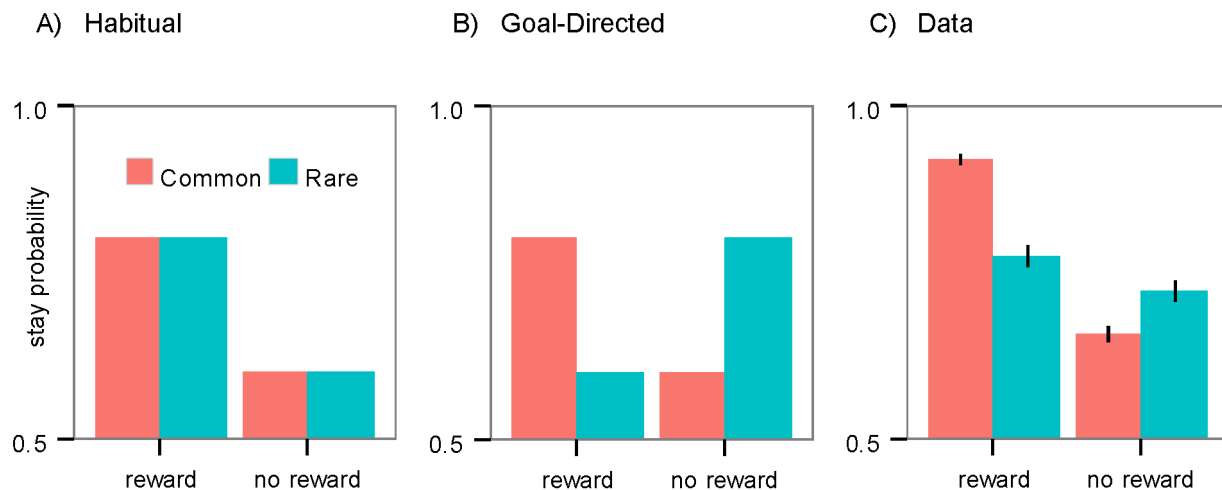 A) Habitual
B) Goal-Directed
C) Data
stay probability
1.0
0.5
Common
Rare
reward
no reward
1.0
0.5
reward
no reward
1.0
0.5
reward
no reward